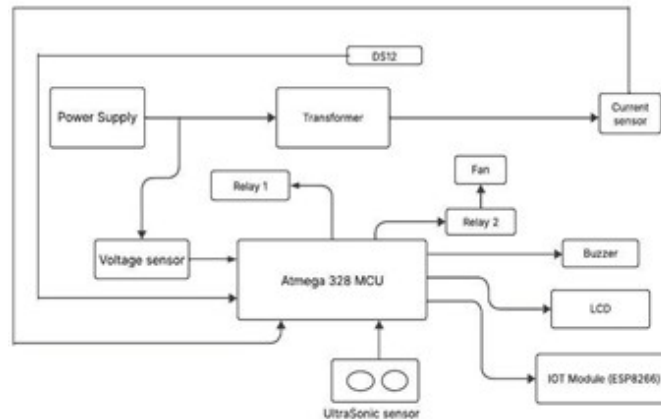 DS12
Power Supply
Transformer
Current
sensor
Fan
Relay 1
Relay 2
Voltage sensor
Atmega 328 MCU
Buzzer
LCD
IOT Module (ESP8266)
UltraSonic sensor